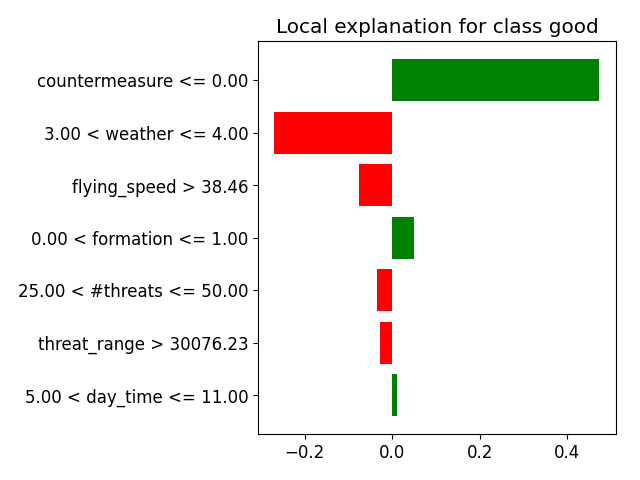 Local explanation for class good
countermeasure <= 0.00
3.00 < weather <= 4.00
flying_speed > 38.46
0.00 < formation <= 1.00
25.00 < #threats <= 50.00
threat_range > 30076.23
5.00 < day_time <= 11.00
−0.2 0.0 0.2 0.4